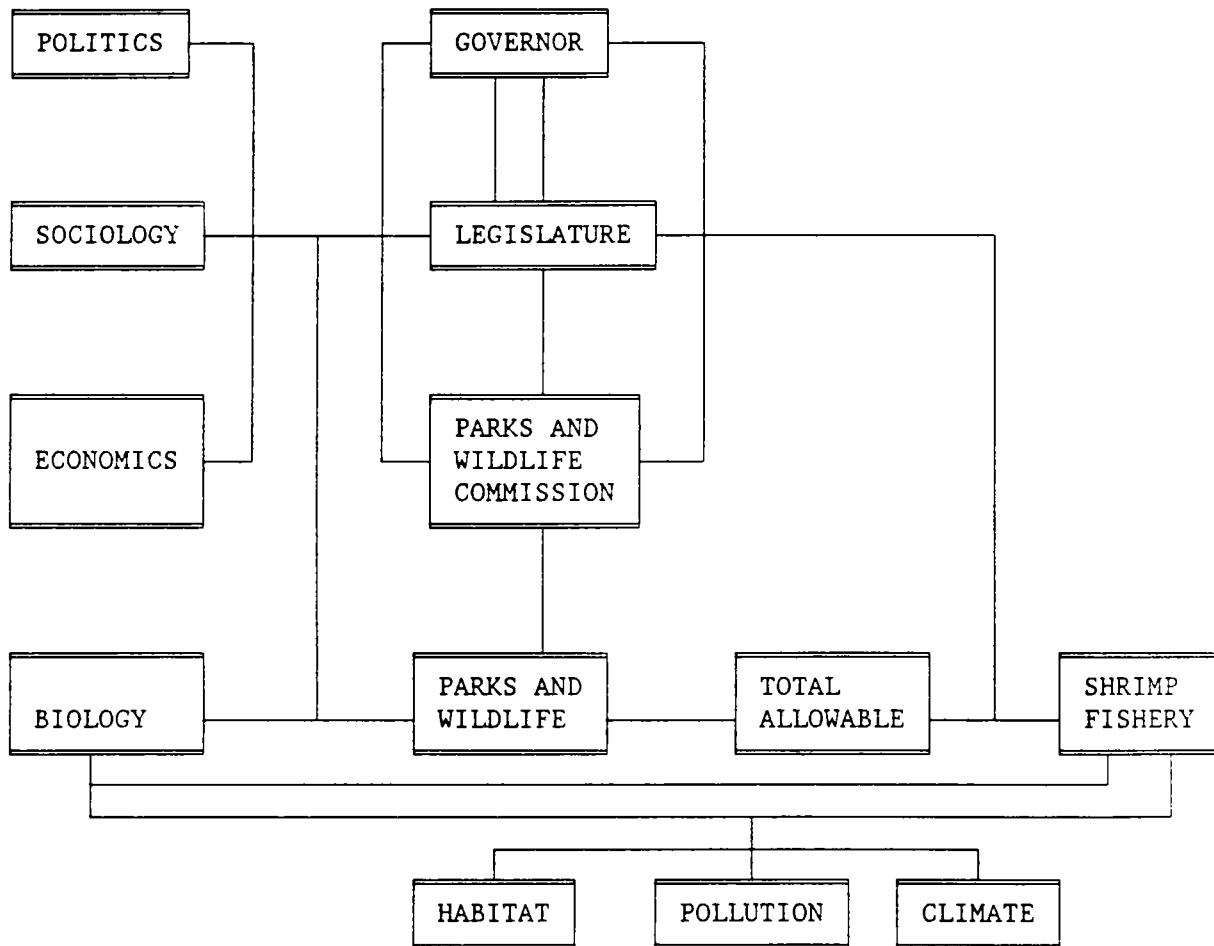 POLITICS
GOVERNOR
SOCIOLOGY
LEGISLATURE
ECONOMICS
PARKS AND
WILDLIFE
COMMISSION
BIOLOGY
PARKS AND
WILDLIFE
TOTAL
ALLOWABLE
SHRIMP
FISHERY
HABITAT
POLLUTION
CLIMATE